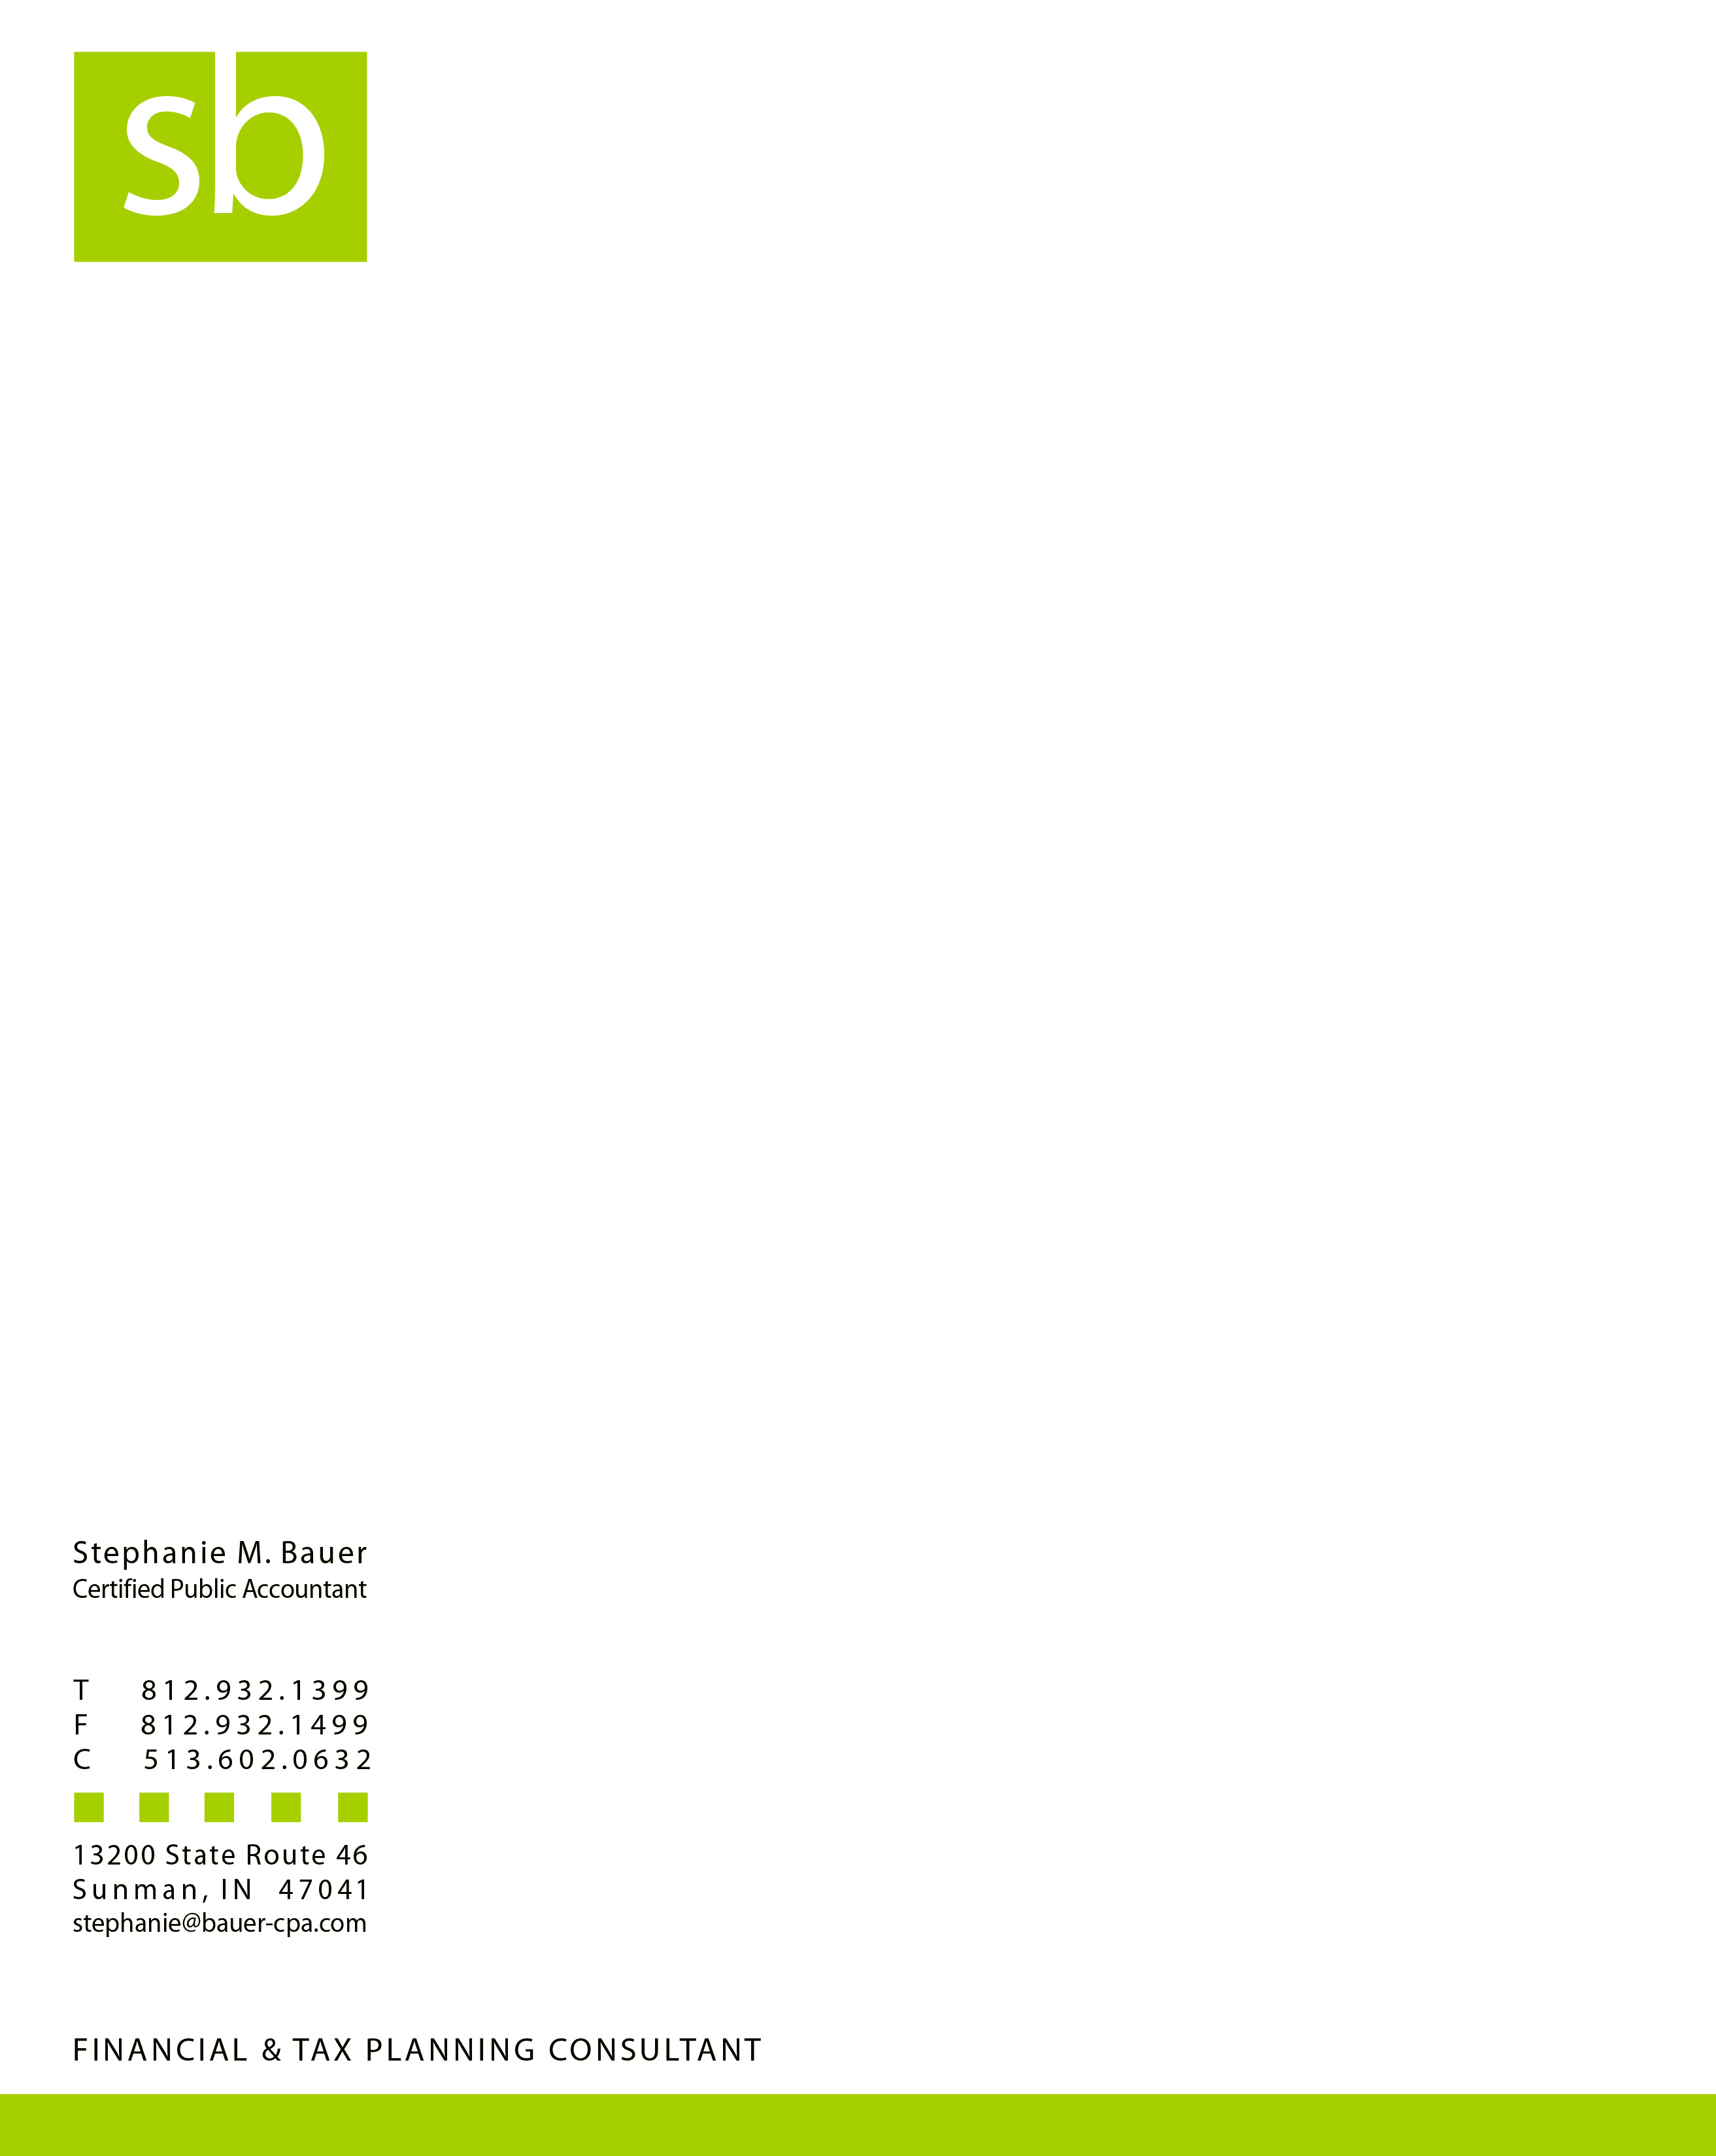 sb
Stephanie M. Bauer
Certified Public Accountant
T 812.932.1399
F 812.932.1499
C 513.602.0632
13200 State Route 46
Sunman, IN 47041
stephanie@bauer-cpa.com
FINANCIAL & TAX PLANNING CONSULTANT